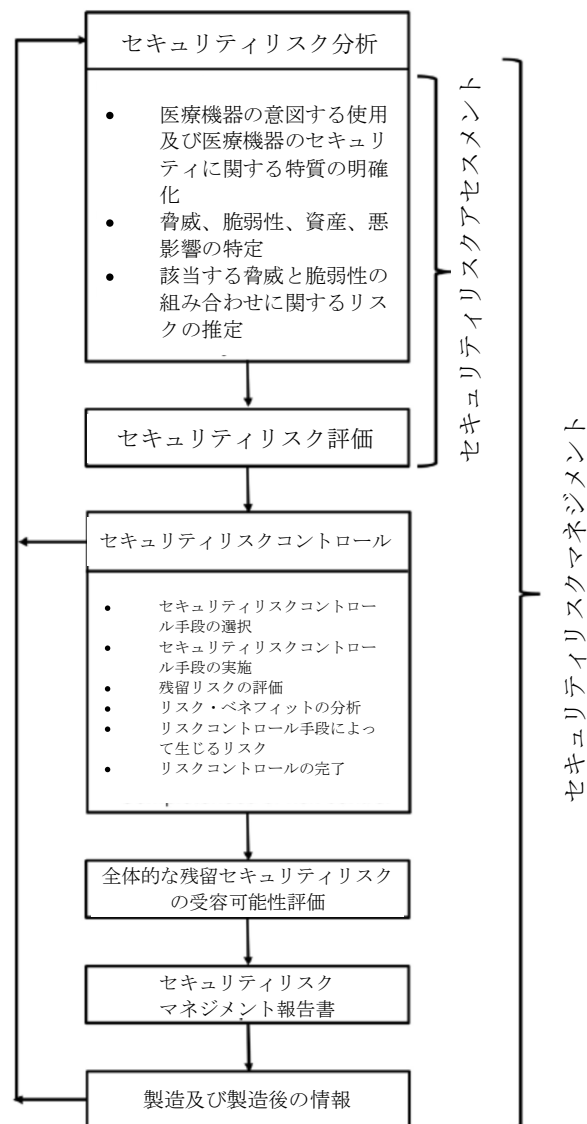 セキュリティリスク分析
• 医療機器の意図する使用
及び医療機器のセキュリ
ティに関する特質の明確
化
• 脅威、脆弱性、資産、悪
影響の特定
• 該当する脅威と脆弱性の
組み合わせに関するリス
クの推定
セキュリティリスク評価
セキュリティリスクアセスメント
セキュリティリスクコントロール
• セキュリティリスクコントロー
ル手段の選択
• セキュリティリスクコントロー
ル手段の実施
• 残留リスクの評価
• リスク・ベネフィットの分析
• リスクコントロール手段によっ
て生じるリスク
• リスクコントロールの完了
全体的な残留セキュリティリスク
の受容可能性評価
セキュリティリスク
マネジメント報告書
製造及び製造後の情報
セキュリティリスクマネジメント